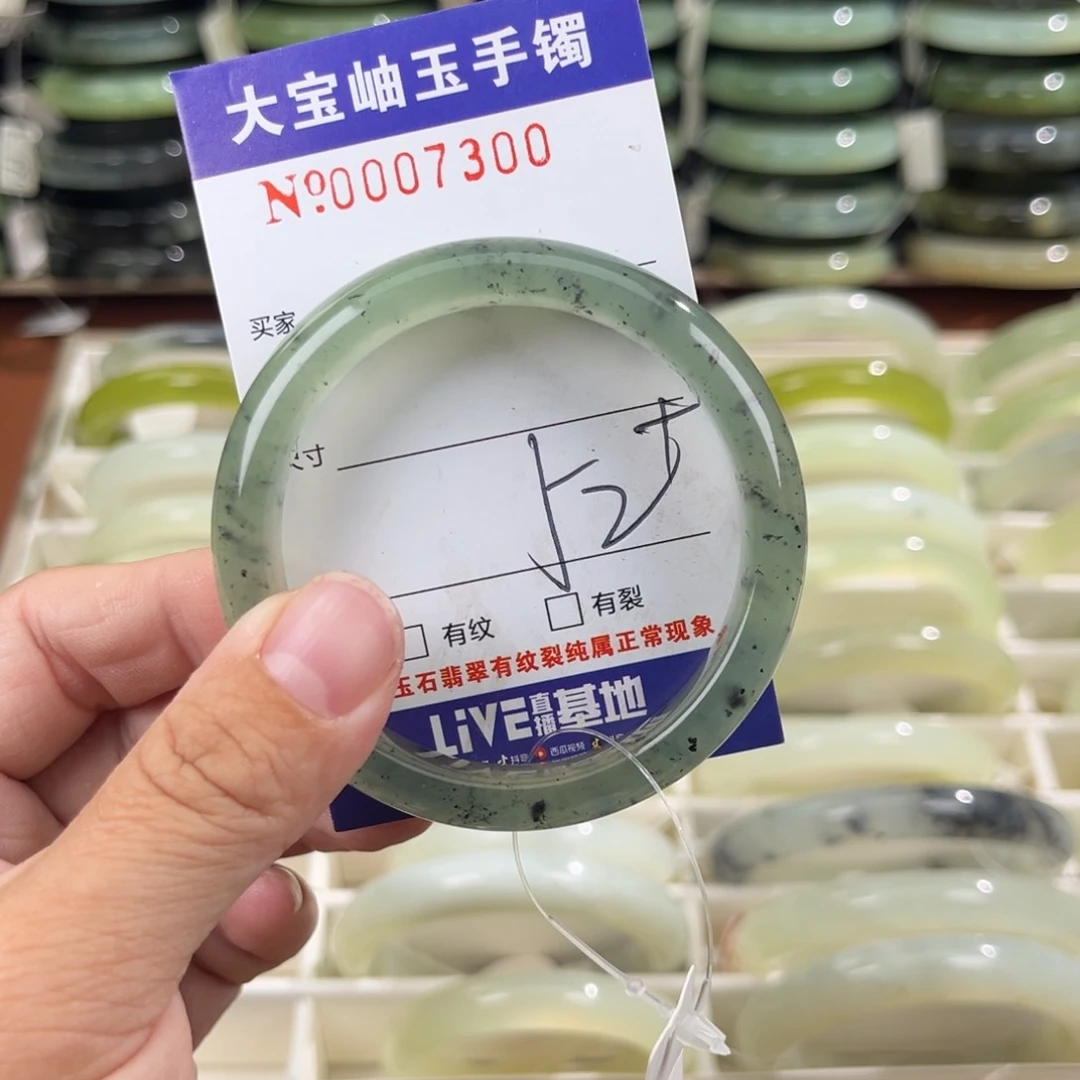 大宝岫玉手镯
Nº0007300
买家
寸
有纹 有裂
玉石翡翠有纹裂纯属正常现象
LiVE直播基地
抖音 西瓜视频